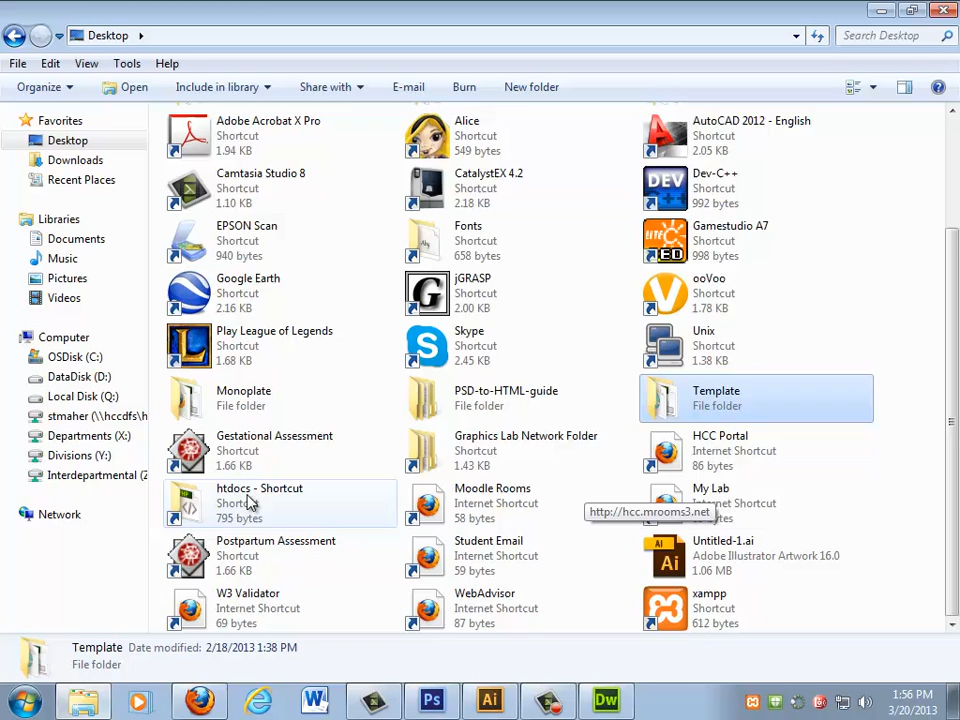 Desktop
Search Desktop
File Edit View Tools Help
Organize Open Include in library Share with E-mail Burn New folder
Favorites
Desktop
Downloads
Recent Places
Libraries
Documents
Music
Pictures
Videos
Computer
OSDisk (C:)
DataDisk (D:)
Local Disk (Q:)
stmaher (\\hccdfs\h
Departments (X:)
Divisions (Y:)
Interdepartmental (Z
Network
Adobe Acrobat X Pro
Shortcut
1.94 KB
Alice
Shortcut
549 bytes
AutoCAD 2012 - English
Shortcut
2.05 KB
Camtasia Studio 8
Shortcut
1.10 KB
CatalystEX 4.2
Shortcut
2.18 KB
DEV
C++
Dev-C++
Shortcut
992 bytes
EPSON Scan
Shortcut
940 bytes
Fonts
Shortcut
658 bytes
Gamestudio A7
Shortcut
998 bytes
Google Earth
Shortcut
2.16 KB
G
jGRASP
Shortcut
2.00 KB
ooVoo
Shortcut
1.78 KB
Play League of Legends
Shortcut
1.68 KB
Skype
Shortcut
2.45 KB
Unix
Shortcut
1.38 KB
Monoplate
File folder
PSD-to-HTML-guide
File folder
Template
File folder
Gestational Assessment
Shortcut
1.66 KB
Graphics Lab Network Folder
Shortcut
1.43 KB
HCC Portal
Internet Shortcut
86 bytes
htdocs - Shortcut
Shortcut
795 bytes
Moodle Rooms
Internet Shortcut
58 bytes
My Lab
Internet Shortcut
http://hcc.mrooms3.net
Postpartum Assessment
Shortcut
1.66 KB
Student Email
Internet Shortcut
59 bytes
Ai
Untitled-1.ai
Adobe Illustrator Artwork 16.0
1.06 MB
W3 Validator
Internet Shortcut
69 bytes
WebAdvisor
Internet Shortcut
87 bytes
xampp
Shortcut
612 bytes
Template Date modified: 2/18/2013 1:38 PM
File folder
W Ps Ai Dw
1:56 PM
3/20/2013